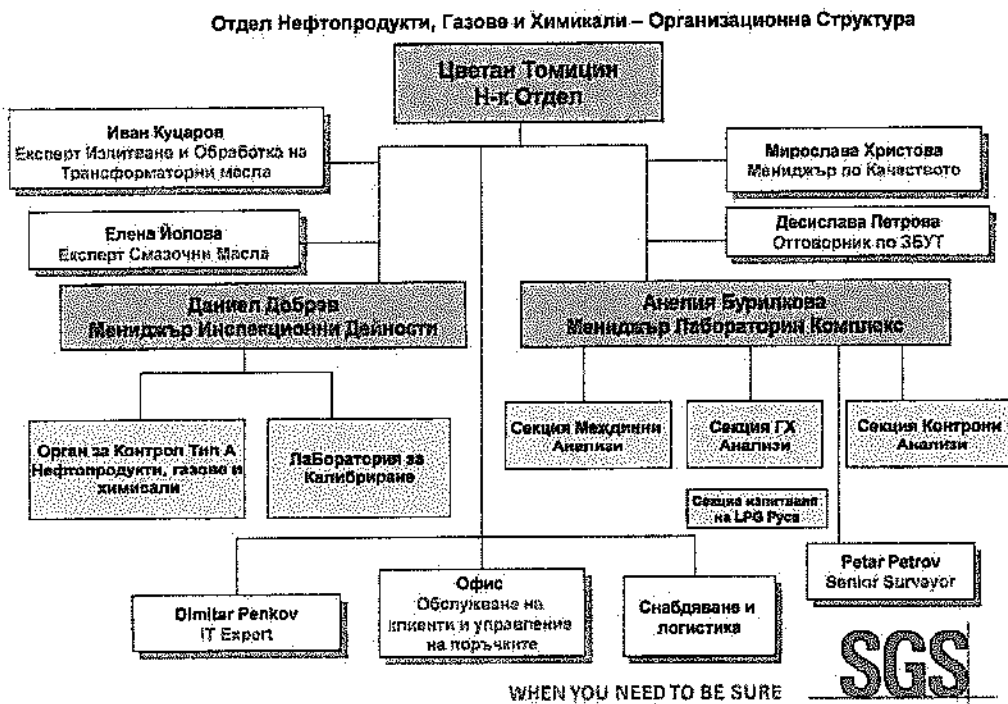 Отдел Нефтопродукти, Газове и Химикали – Организационна Структура
Цветан Томицин
Н-к Отдел
Иван Куцаров
Експерт Изпитване и Обработка на
Трансформаторни масла
Мирослава Христова
Мениджър по Качеството
Елена Йолова
Експерт Смазочни Масла
Десислава Петрова
Отговорник по ЗБУТ
Даниел Добрев
Мениджър Инспекционни Дейности
Анелия Бурилкова
Мениджър Лаборатория Комплекс
Орган за Контрол Тип А
Нефтопродукти, газове и
химисали
Лаборатория за
Калибриране
Секция Междинни
Анализи
Секция ГХ
Анализи
Секция Контрони
Анализи
Секция изпитване
на LPG Русе
Dimitar Penkov
IT Expert
Офис
Обслужване на
клиенти и управление
на поръчките
Снабдяване и
логистика
Petar Petrov
Senior Surveyor
WHEN YOU NEED TO BE SURE
SGS